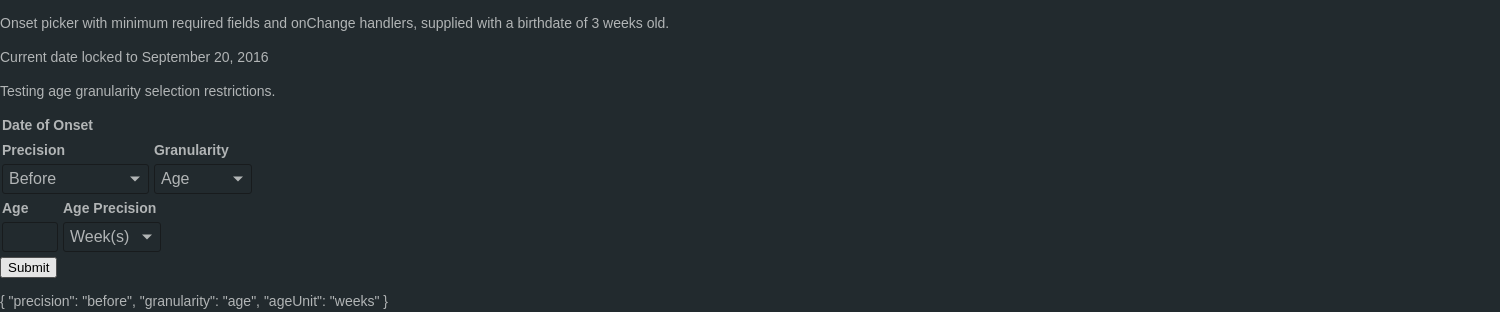 Onset picker with minimum required fields and onChange handlers, supplied with a birthdate of 3 weeks old.
Current date locked to September 20, 2016
Testing age granularity selection restrictions.
Date of Onset
Precision Granularity
Before Age
Age Age Precision
Week(s)
Submit
{ "precision": "before", "granularity": "age", "ageUnit": "weeks" }